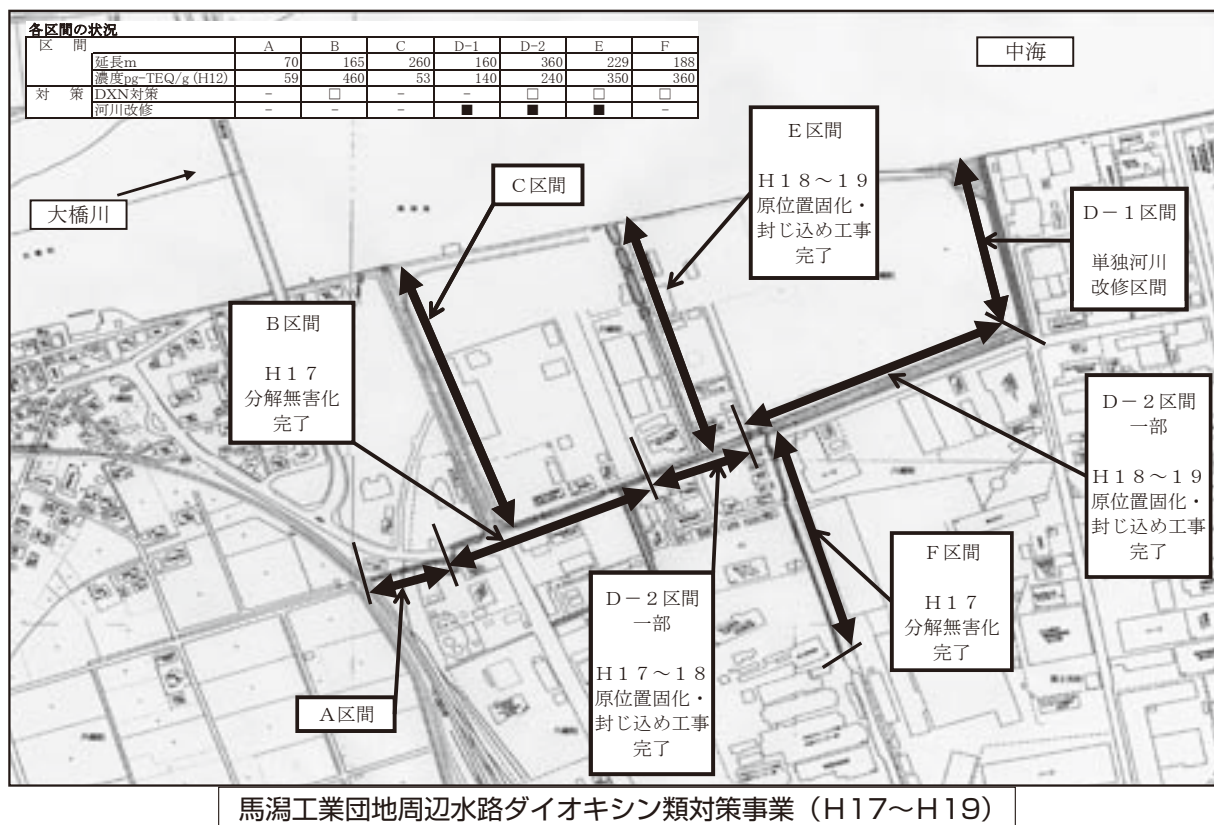 各区間の状況
区 間 A B C D-1 D-2 E F
延長m 70 165 260 160 360 229 188
濃度pg-TEQ/g (H12) 59 460 53 140 240 350 360
対 策 DXN対策 - □ - - □ □ □
河川改修 - - - ■ ■ ■ -
中海
大橋川
C区間
E区間
H18~19
原位置固化・
封じ込め工事
完了
D-1区間
単独河川
改修区間
B区間
H17
分解無害化
完了
D-2区間
一部
H18~19
原位置固化・
封じ込め工事
完了
F区間
H17
分解無害化
完了
D-2区間
一部
H17~18
原位置固化・
封じ込め工事
完了
A区間
馬潟工業団地周辺水路ダイオキシン類対策事業(H17~H19)